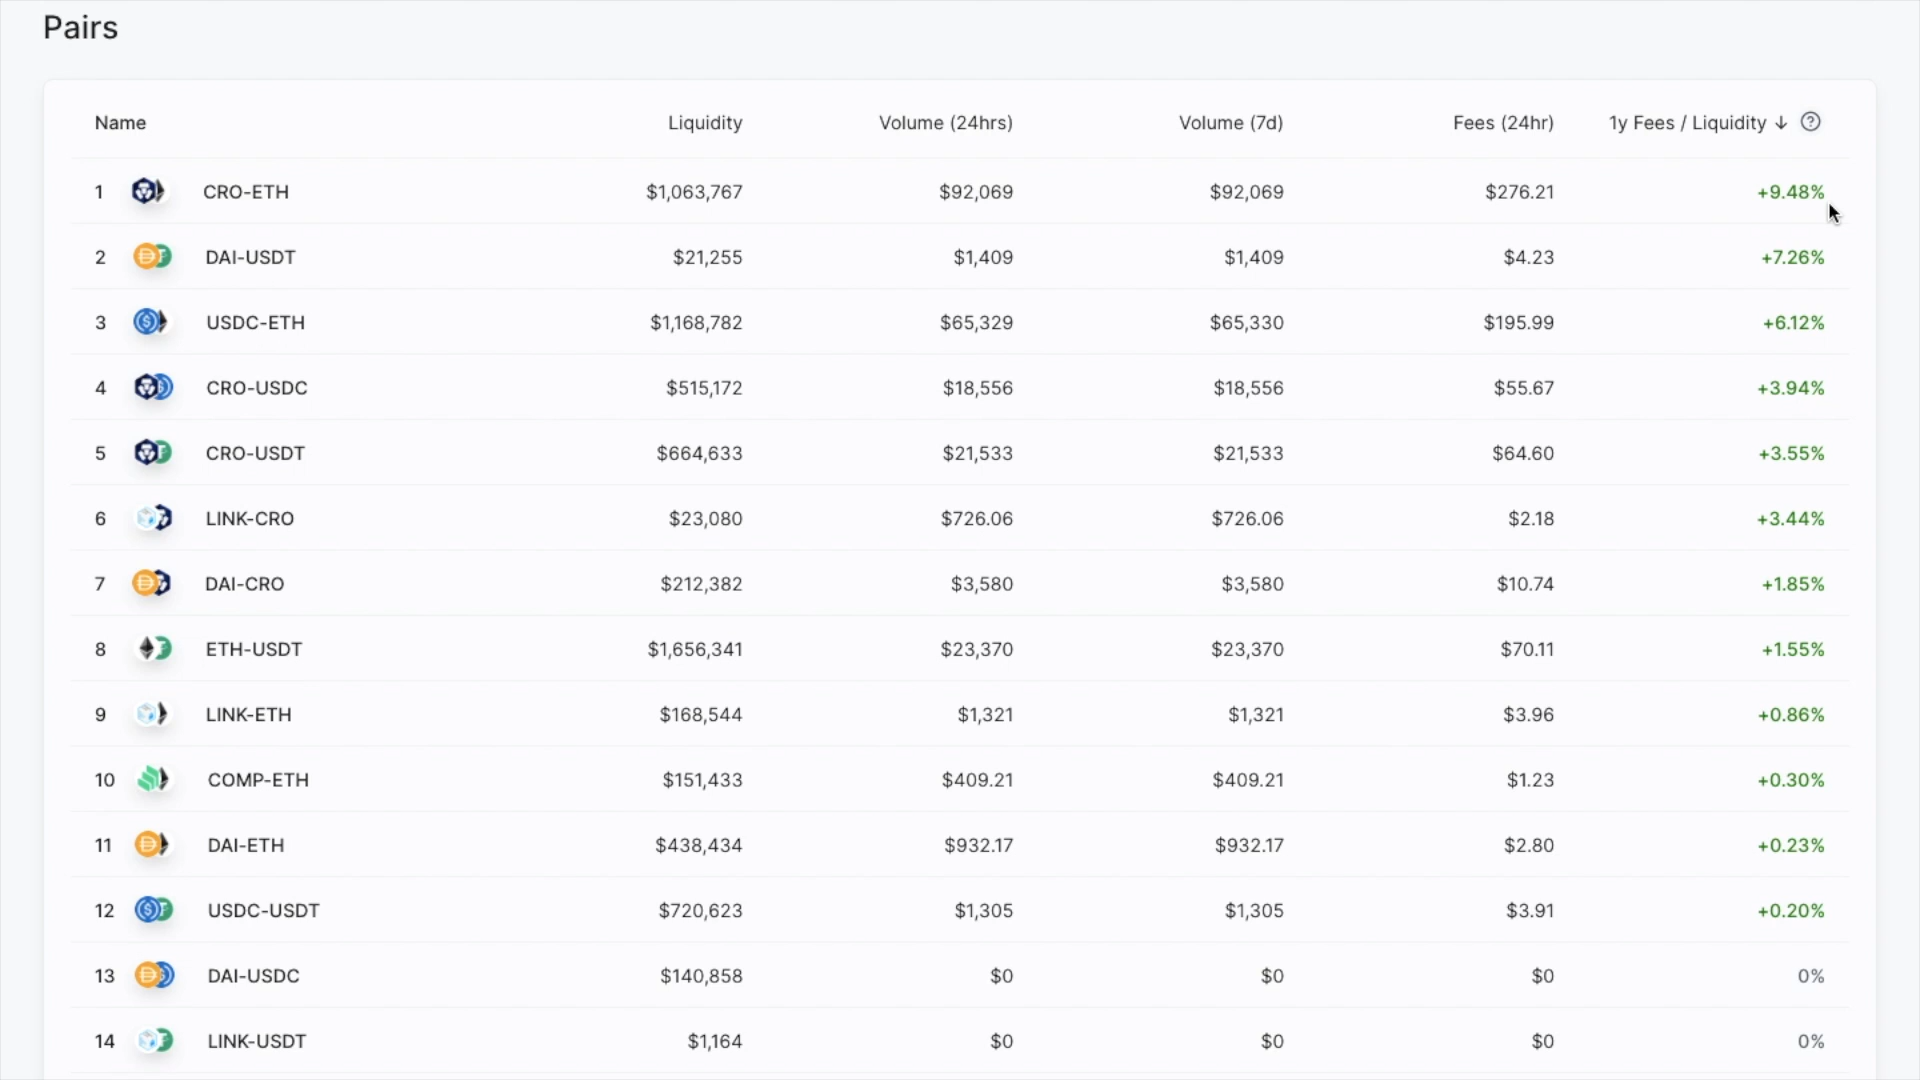 Pairs
Name Liquidity Volume (24hrs) Volume (7d) Fees (24hr) 1y Fees / Liquidity ↓ ?
1 CRO-ETH $1,063,767 $92,069 $92,069 $276.21 +9.48%
2 DAI-USDT $21,255 $1,409 $1,409 $4.23 +7.26%
3 USDC-ETH $1,168,782 $65,329 $65,330 $195.99 +6.12%
4 CRO-USDC $515,172 $18,556 $18,556 $55.67 +3.94%
5 CRO-USDT $664,633 $21,533 $21,533 $64.60 +3.55%
6 LINK-CRO $23,080 $726.06 $726.06 $2.18 +3.44%
7 DAI-CRO $212,382 $3,580 $3,580 $10.74 +1.85%
8 ETH-USDT $1,656,341 $23,370 $23,370 $70.11 +1.55%
9 LINK-ETH $168,544 $1,321 $1,321 $3.96 +0.86%
10 COMP-ETH $151,433 $409.21 $409.21 $1.23 +0.30%
11 DAI-ETH $438,434 $932.17 $932.17 $2.80 +0.23%
12 USDC-USDT $720,623 $1,305 $1,305 $3.91 +0.20%
13 DAI-USDC $140,858 $0 $0 $0 0%
14 LINK-USDT $1,164 $0 $0 $0 0%